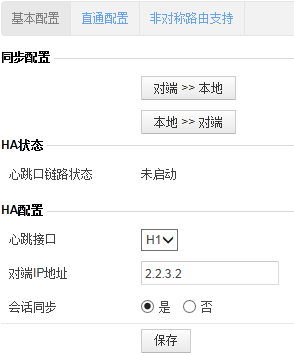 基本配置 直通配置 非对称路由支持
同步配置
对端 >> 本地
本地 >> 对端
HA状态
心跳口链路状态 未启动
HA配置
心跳接口 H1
对端IP地址 2.2.3.2
会话同步 是 否
保存